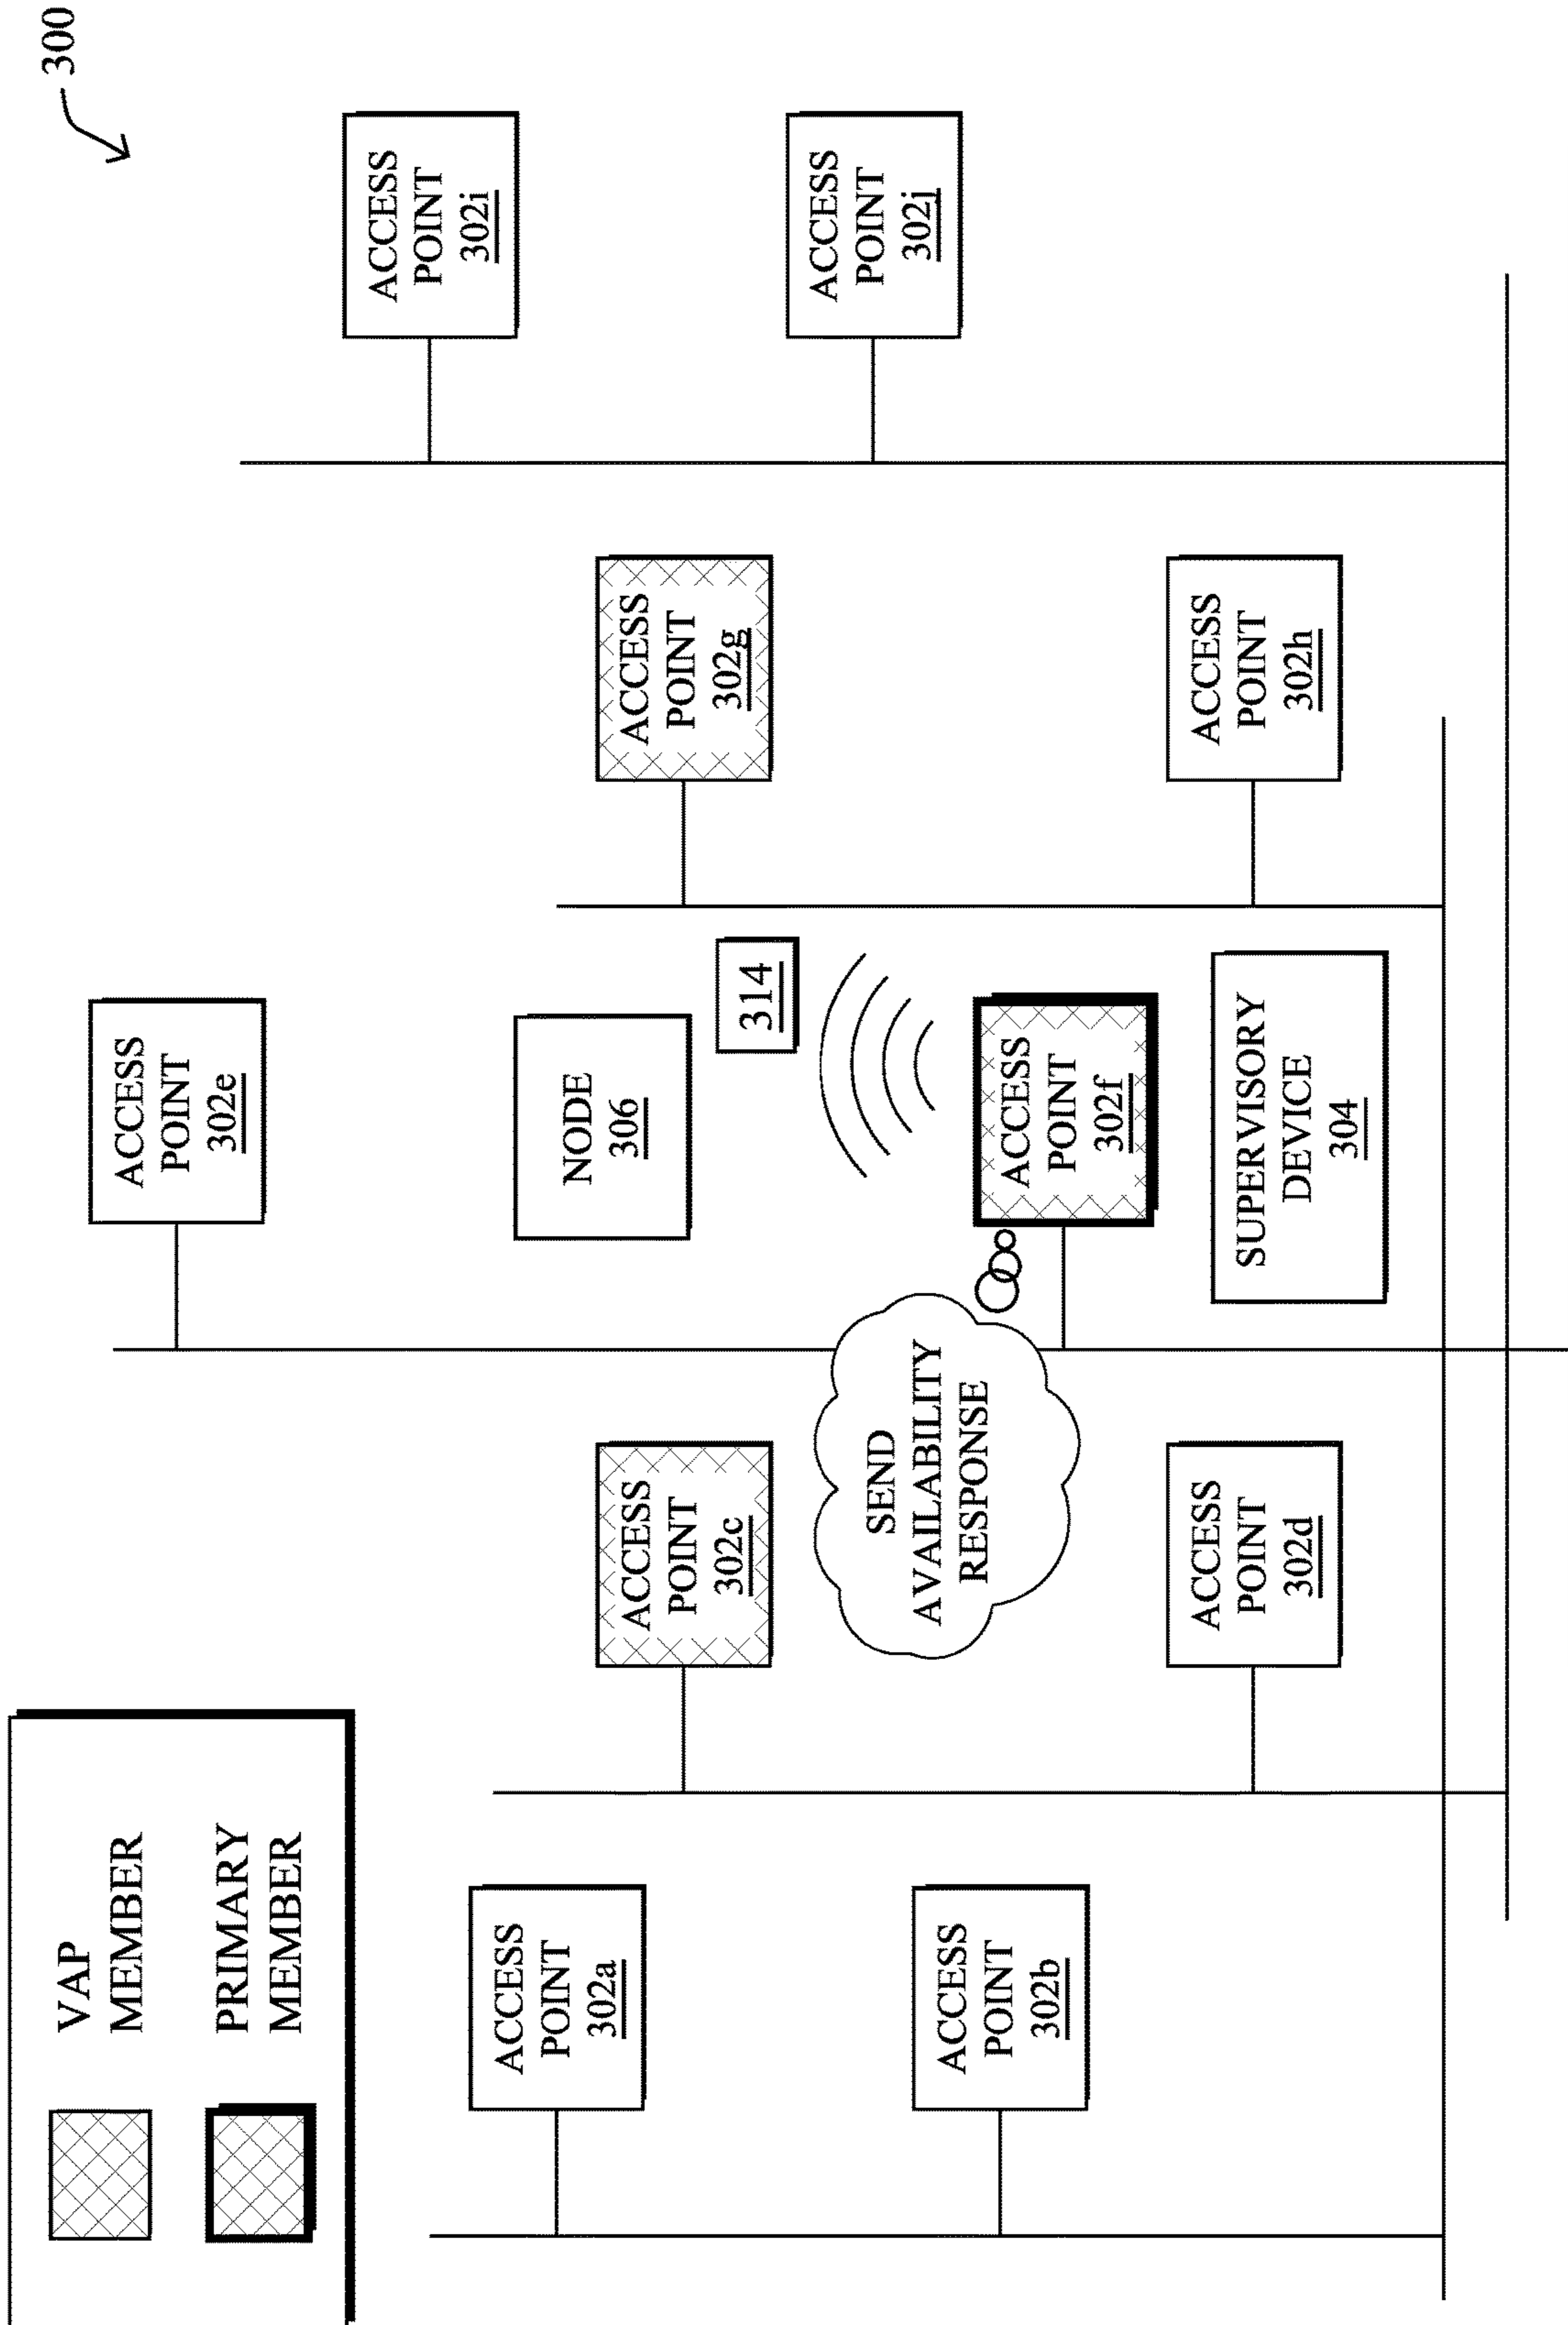 300
VAP
MEMBER
PRIMARY
MEMBER
ACCESS
POINT
302e
ACCESS
POINT
302i
ACCESS
POINT
302a
ACCESS
POINT
302c
NODE
306
ACCESS
POINT
302g
314
ACCESS
POINT
302j
SEND
AVAILABILITY
RESPONSE
ACCESS
POINT
302b
ACCESS
POINT
302f
ACCESS
POINT
302d
SUPERVISORY
DEVICE
304
ACCESS
POINT
302h